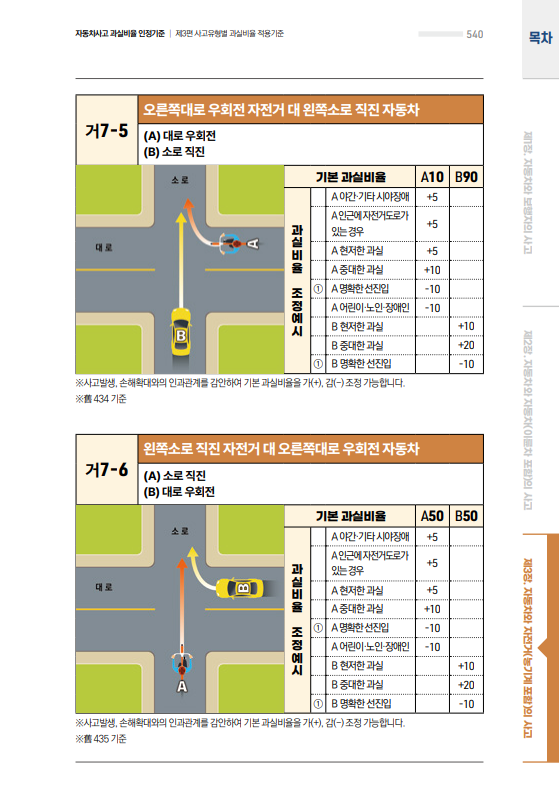 자동차사고 과실비율 인정기준 | 제3편 사고유형별 과실비율 적용기준 540
목차
거7-5 오른쪽대로 우회전 자전거 대 왼쪽소로 직진 자동차
(A) 대로 우회전
(B) 소로 직진
소로
대로
A
B
기본 과실비율 A10 B90
과실비율 조정예시
A 야간·기타 시야장애 +5
A 인근에 자전거도로가
있는 경우 +5
A 현저한 과실 +5
A 중대한 과실 +10
① A 명확한 선진입 -10
A 어린이·노인·장애인 -10
B 현저한 과실 +10
B 중대한 과실 +20
① B 명확한 선진입 -10
※사고발생, 손해확대와의 인과관계를 감안하여 기본 과실비율을 가(+), 감(-) 조정 가능합니다.
※舊 434 기준
거7-6 왼쪽소로 직진 자전거 대 오른쪽대로 우회전 자동차
(A) 소로 직진
(B) 대로 우회전
소로
대로
B
A
기본 과실비율 A50 B50
과실비율 조정예시
A 야간·기타 시야장애 +5
A 인근에 자전거도로가
있는 경우 +5
A 현저한 과실 +5
A 중대한 과실 +10
① A 명확한 선진입 -10
A 어린이·노인·장애인 -10
B 현저한 과실 +10
B 중대한 과실 +20
① B 명확한 선진입 -10
※사고발생, 손해확대와의 인과관계를 감안하여 기본 과실비율을 가(+), 감(-) 조정 가능합니다.
※舊 435 기준
제1장. 자동차와 보행자의 사고
제2장. 자동차와 자동차(이륜차 포함)의 사고
제3장. 자동차와 자전거(농기계 포함)의 사고